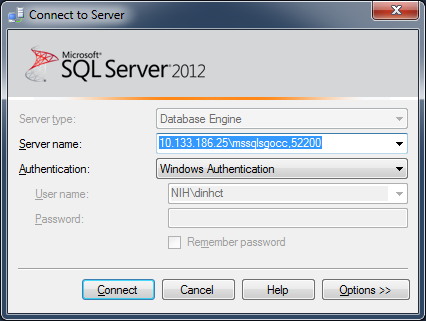 Connect to Server
Microsoft
SQL Server 2012
Server type: Database Engine
Server name: 10.133.186.25\mssqlsgocc,52200
Authentication: Windows Authentication
User name: NIH\dinhct
Password:
Remember password
Connect Cancel Help Options >>